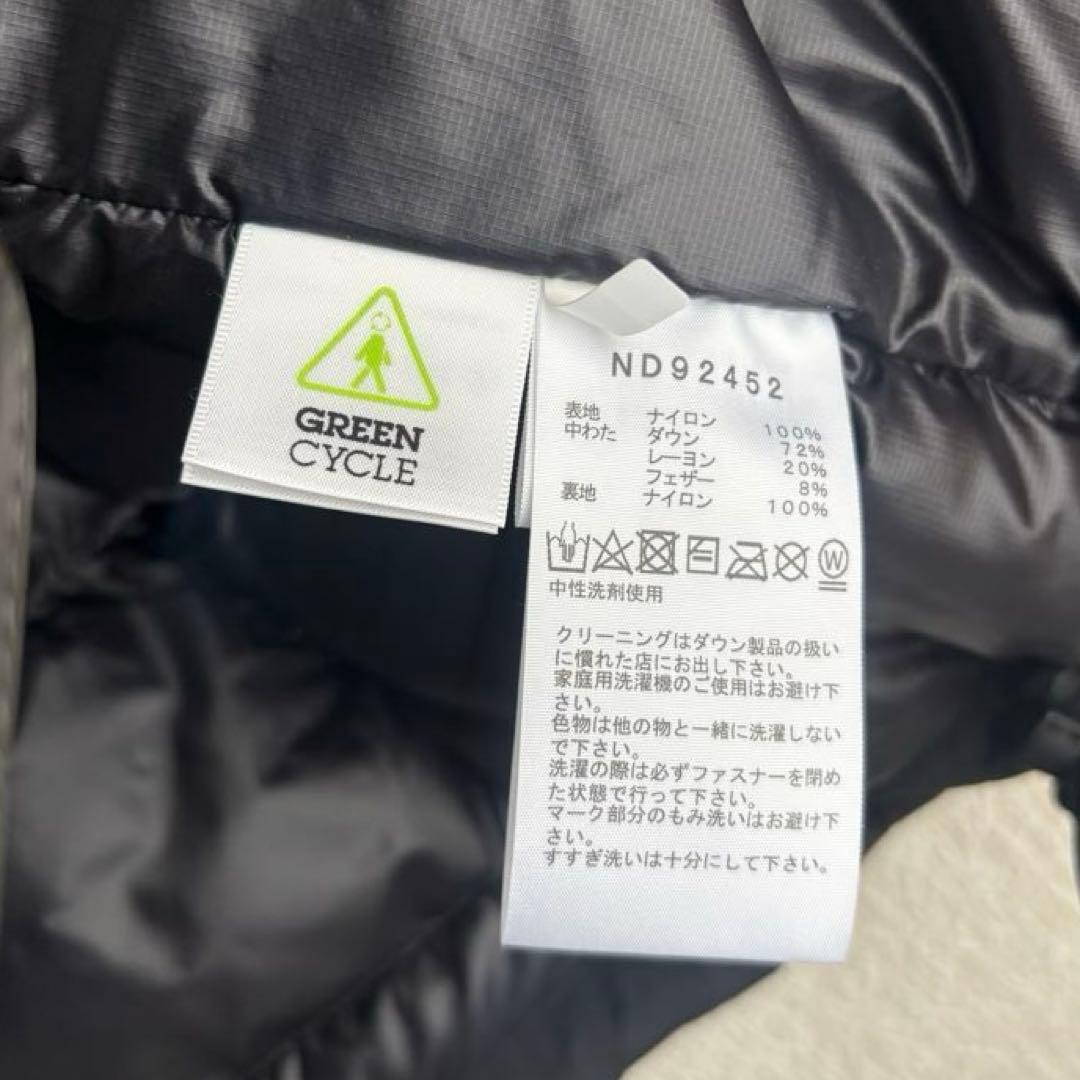 GREEN
CYCLE
ND92452
表地 ナイロン 100%
中わた ダウン 72%
レーヨン 20%
フェザー 8%
裏地 ナイロン 100%
W
中性洗剤使用
クリーニングはダウン製品の扱い
に慣れた店にお出し下さい。
家庭用洗濯機のご使用はお避け下
さい。
色物は他の物と一緒に洗濯しない
で下さい。
洗濯の際は必ずファスナーを閉め
た状態で行って下さい。
マーク部分のもみ洗いはお避け下
さい。
すすぎ洗いは十分にして下さい。